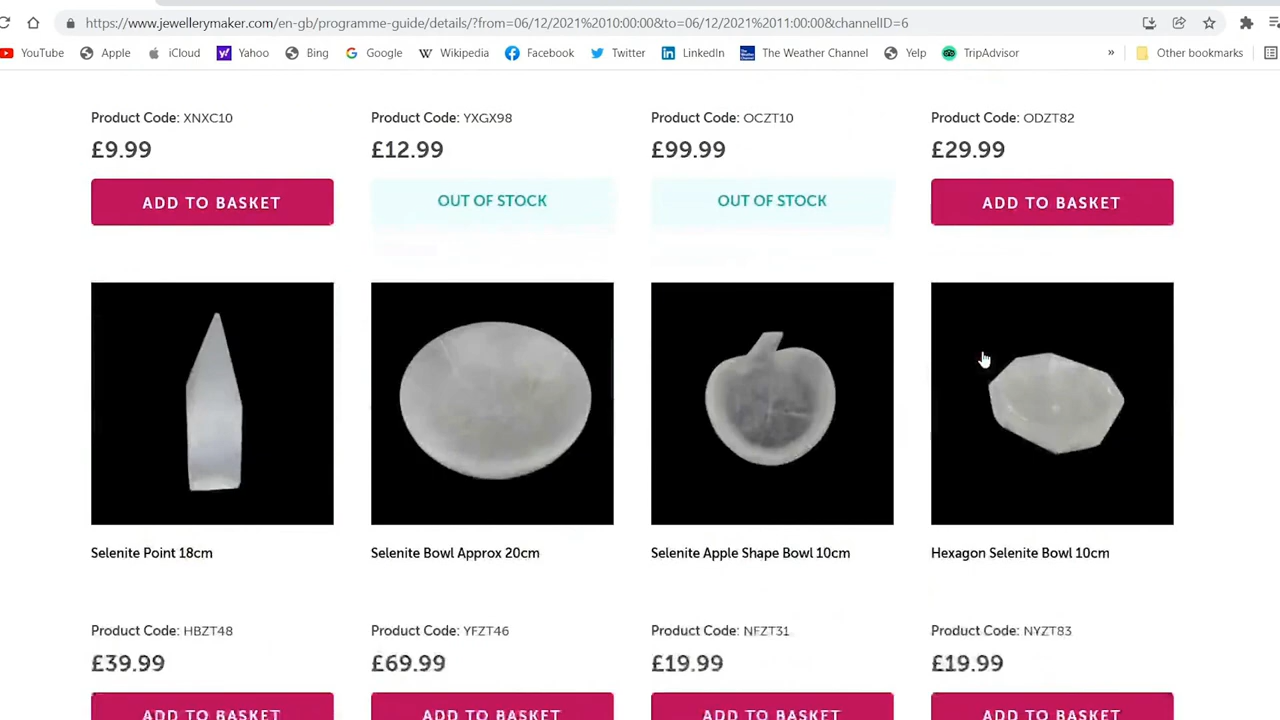 https://www.jewellerymaker.com/en-gb/programme-guide/details/?from=06/12/2021%2010:00:00&to=06/12/2021%2011:00:00&channelID=6
YouTube Apple iCloud Yahoo Bing Google Wikipedia Facebook Twitter LinkedIn The Weather Channel Yelp TripAdvisor » Other bookmarks
Product Code: XNXC10 Product Code: YXGX98 Product Code: OCZT10 Product Code: ODZT82
£9.99 £12.99 £99.99 £29.99
ADD TO BASKET OUT OF STOCK OUT OF STOCK ADD TO BASKET
Selenite Point 18cm Selenite Bowl Approx 20cm Selenite Apple Shape Bowl 10cm Hexagon Selenite Bowl 10cm
Product Code: HBZT48 Product Code: YFZT46 Product Code: NFZT31 Product Code: NYZT83
£39.99 £69.99 £19.99 £19.99
ADD TO BASKET ADD TO BASKET ADD TO BASKET ADD TO BASKET